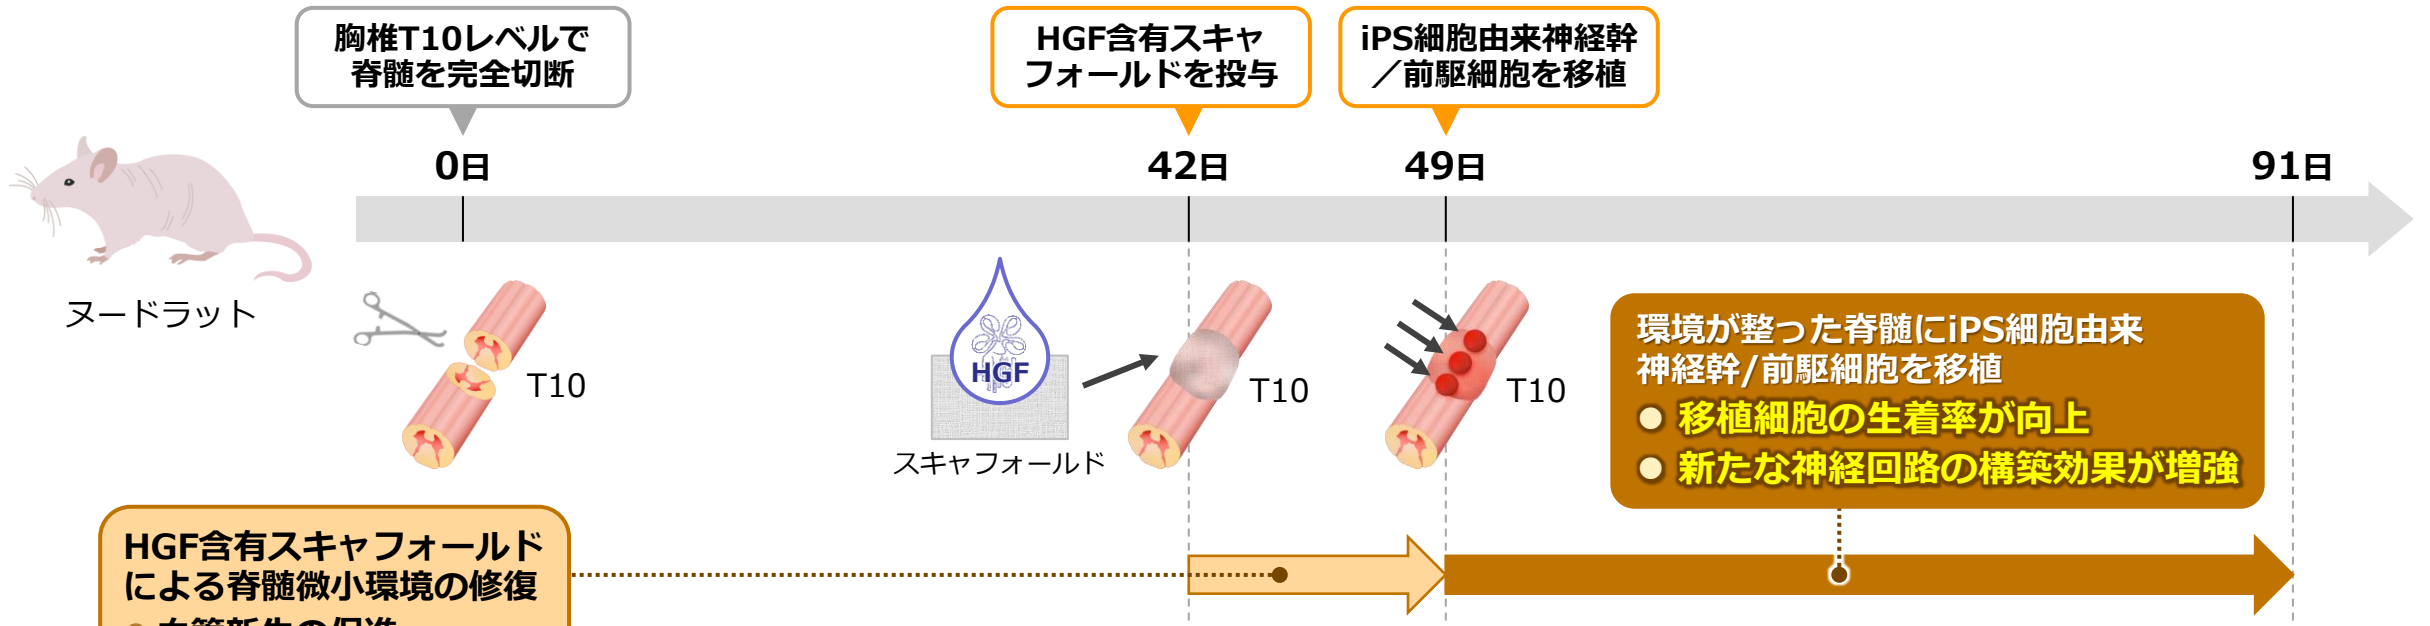 胸椎T10レベルで
脊髄を完全切断
HGF含有スキャ
フォールドを投与
iPS細胞由来神経幹
／前駆細胞を移植
0日
42日
49日
91日
ヌードラット
T10
HGF
スキャフォールド
T10
T10
環境が整った脊髄にiPS細胞由来
神経幹/前駆細胞を移植
● 移植細胞の生着率が向上
● 新たな神経回路の構築効果が増強
HGF含有スキャフォールド
による脊髄微小環境の修復